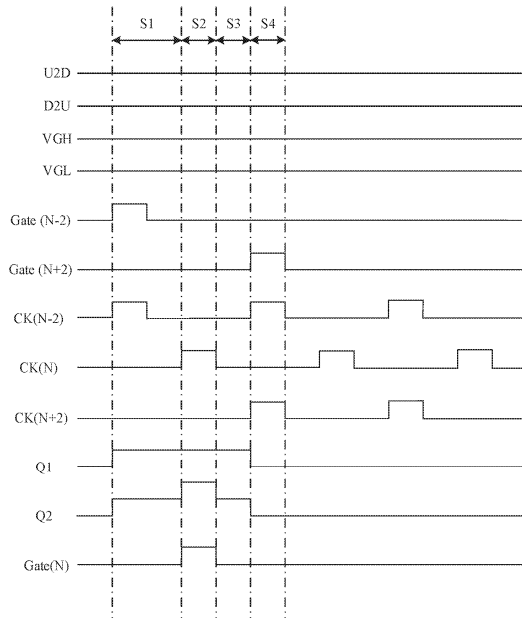 S1 S2 S3 S4
U2D
D2U
VGH
VGL
Gate (N-2)
Gate (N+2)
CK(N-2)
CK(N)
CK(N+2)
Q1
Q2
Gate(N)